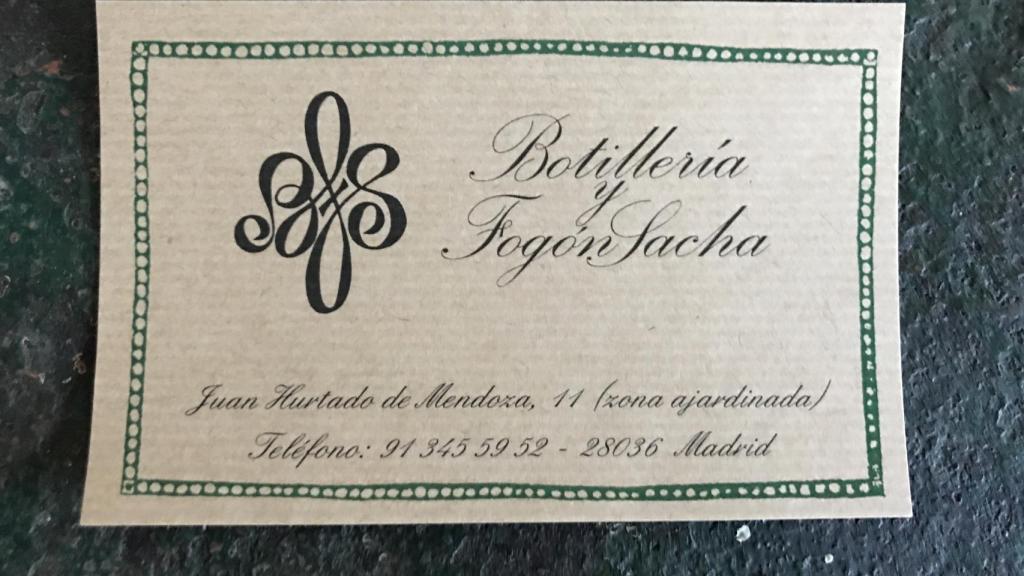 Botillería
y
Fogón Sacha
Juan Hurtado de Mendoza, 11 (zona ajardinada)
Teléfono: 91 345 59 52 - 28036 Madrid